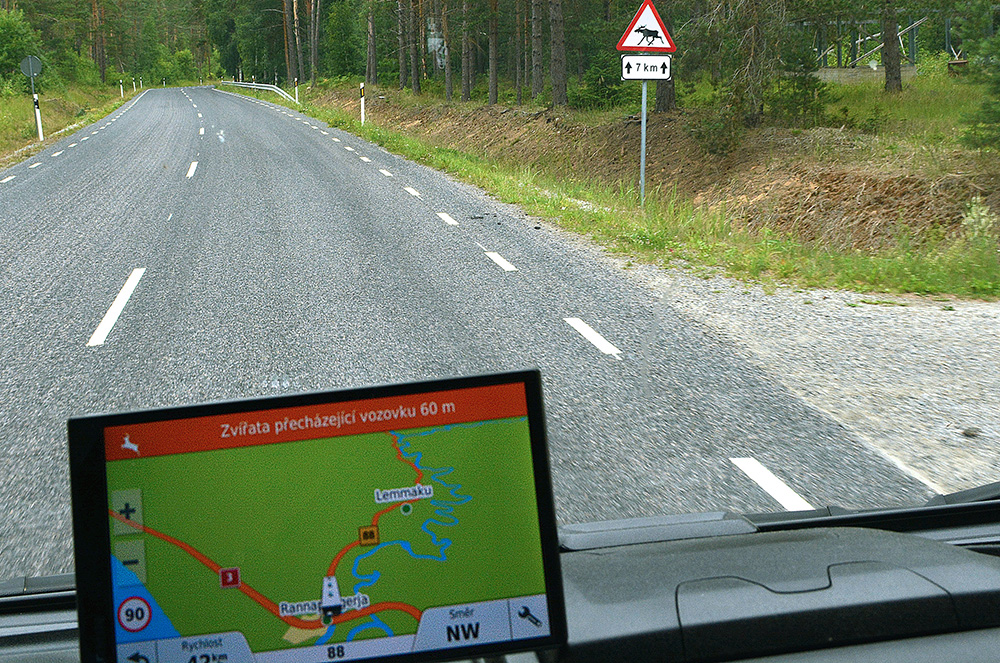 7 km
Zvířata přecházející vozovku 60 m
+
Lemmaku
88
3
−
90
Směr
NW
Rychlost
88